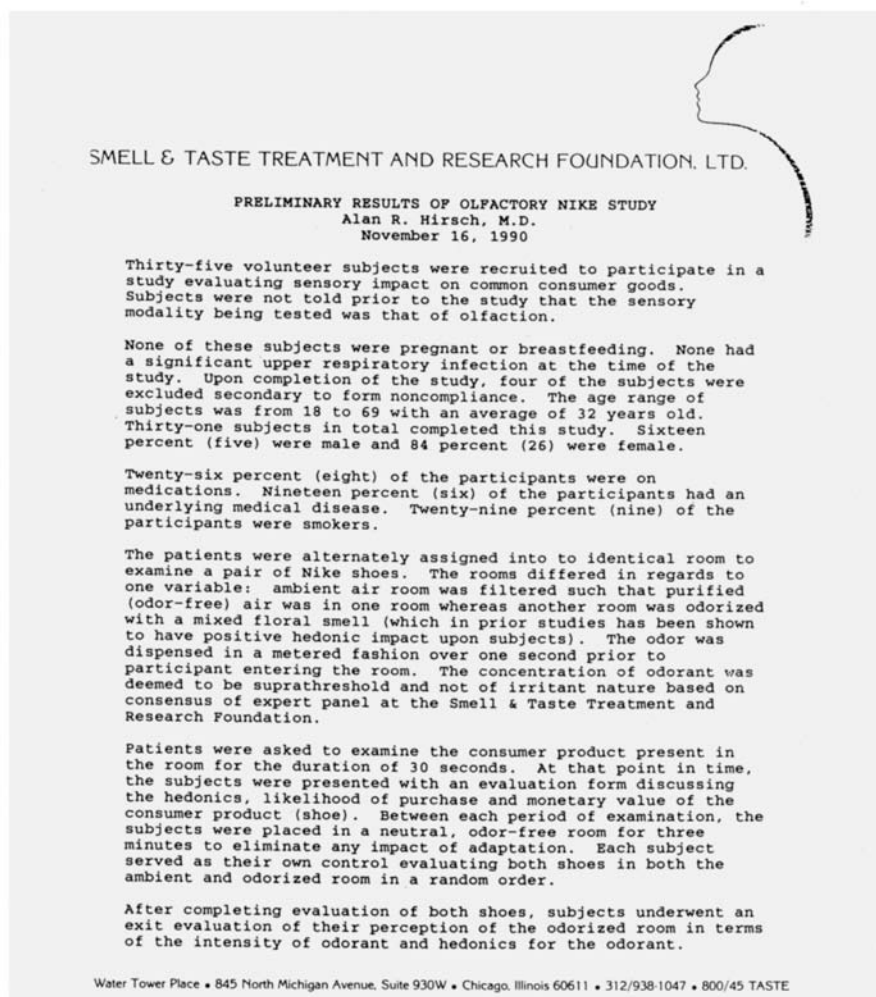 SMELL & TASTE TREATMENT AND RESEARCH FOUNDATION, LTD.
PRELIMINARY RESULTS OF OLFACTORY NIKE STUDY
Alan R. Hirsch, M.D.
November 16, 1990
Thirty-five volunteer subjects were recruited to participate in a
study evaluating sensory impact on common consumer goods.
Subjects were not told prior to the study that the sensory
modality being tested was that of olfaction.
None of these subjects were pregnant or breastfeeding. None had
a significant upper respiratory infection at the time of the
study. Upon completion of the study, four of the subjects were
excluded secondary to form noncompliance. The age range of
subjects was from 18 to 69 with an average of 32 years old.
Thirty-one subjects in total completed this study. Sixteen
percent (five) were male and 84 percent (26) were female.
Twenty-six percent (eight) of the participants were on
medications. Nineteen percent (six) of the participants had an
underlying medical disease. Twenty-nine percent (nine) of the
participants were smokers.
The patients were alternately assigned into to identical room to
examine a pair of Nike shoes. The rooms differed in regards to
one variable: ambient air room was filtered such that purified
(odor-free) air was in one room whereas another room was odorized
with a mixed floral smell (which in prior studies has been shown
to have positive hedonic impact upon subjects). The odor was
dispensed in a metered fashion over one second prior to
participant entering the room. The concentration of odorant was
deemed to be suprathreshold and not of irritant nature based on
consensus of expert panel at the Smell & Taste Treatment and
Research Foundation.
Patients were asked to examine the consumer product present in
the room for the duration of 30 seconds. At that point in time,
the subjects were presented with an evaluation form discussing
the hedonics, likelihood of purchase and monetary value of the
consumer product (shoe). Between each period of examination, the
subjects were placed in a neutral, odor-free room for three
minutes to eliminate any impact of adaptation. Each subject
served as their own control evaluating both shoes in both the
ambient and odorized room in a random order.
After completing evaluation of both shoes, subjects underwent an
exit evaluation of their perception of the odorized room in terms
of the intensity of odorant and hedonics for the odorant.
Water Tower Place • 845 North Michigan Avenue, Suite 930W • Chicago, Illinois 60611 • 312/938-1047 • 800/45 TASTE